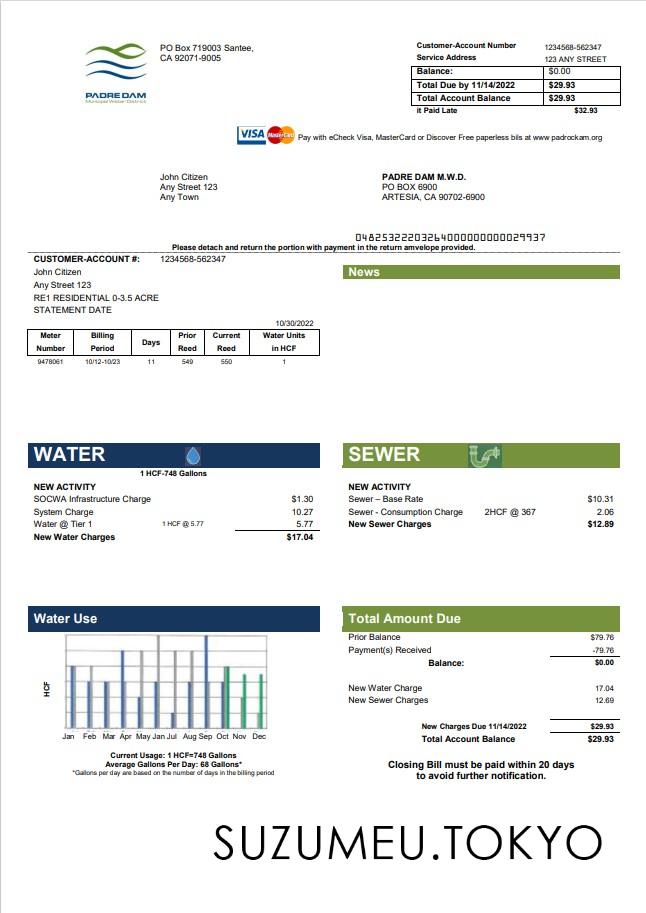 PO Box 719003 Santee,
CA 92071-9005
PADRE DAM
Municipal Water District
Customer-Account Number 1234568-562347
Service Address 123 ANY STREET
Balance: $0.00
Total Due by 11/14/2022 $29.93
Total Account Balance $29.93
it Paid Late $32.93
VISA MasterCard Pay with eCheck Visa, MasterCard or Discover Free paperless bils at www.padrockam.org
John Citizen
Any Street 123
Any Town
PADRE DAM M.W.D.
PO BOX 6900
ARTESIA, CA 90702-6900
Please detach and return the portion with payment in the return amvelope provided.
CUSTOMER-ACCOUNT #: 1234568-562347
John Citizen
Any Street 123
RE1 RESIDENTIAL 0-3.5 ACRE
STATEMENT DATE
10/30/2022
News
Meter Number Billing Period Days Prior Reed Current Reed Water Units in HCF
9478061 10/12-10/23 11 549 550 1
WATER
1 HCF-748 Gallons
NEW ACTIVITY
SOCWA Infrastructure Charge $1.30
System Charge 10.27
Water @ Tier 1 1 HCF @ 5.77 5.77
New Water Charges $17.04
SEWER
NEW ACTIVITY
Sewer – Base Rate $10.31
Sewer - Consumption Charge 2HCF @ 367 2.06
New Sewer Charges $12.89
Water Use
HCF
Jan Feb Mar Apr May Jan Jul Aug Sep Oct Nov Dec
Current Usage: 1 HCF=748 Gallons
Average Gallons Per Day: 68 Gallons*
*Gallons per day are based on the number of days in the billing period
Total Amount Due
Prior Balance $79.76
Payment(s) Received -79.76
Balance: $0.00
New Water Charge 17.04
New Sewer Charges 12.69
New Charges Due 11/14/2022 $29.93
Total Account Balance $29.93
Closing Bill must be paid within 20 days
to avoid further notification.
SUZUMEU.TOKYO